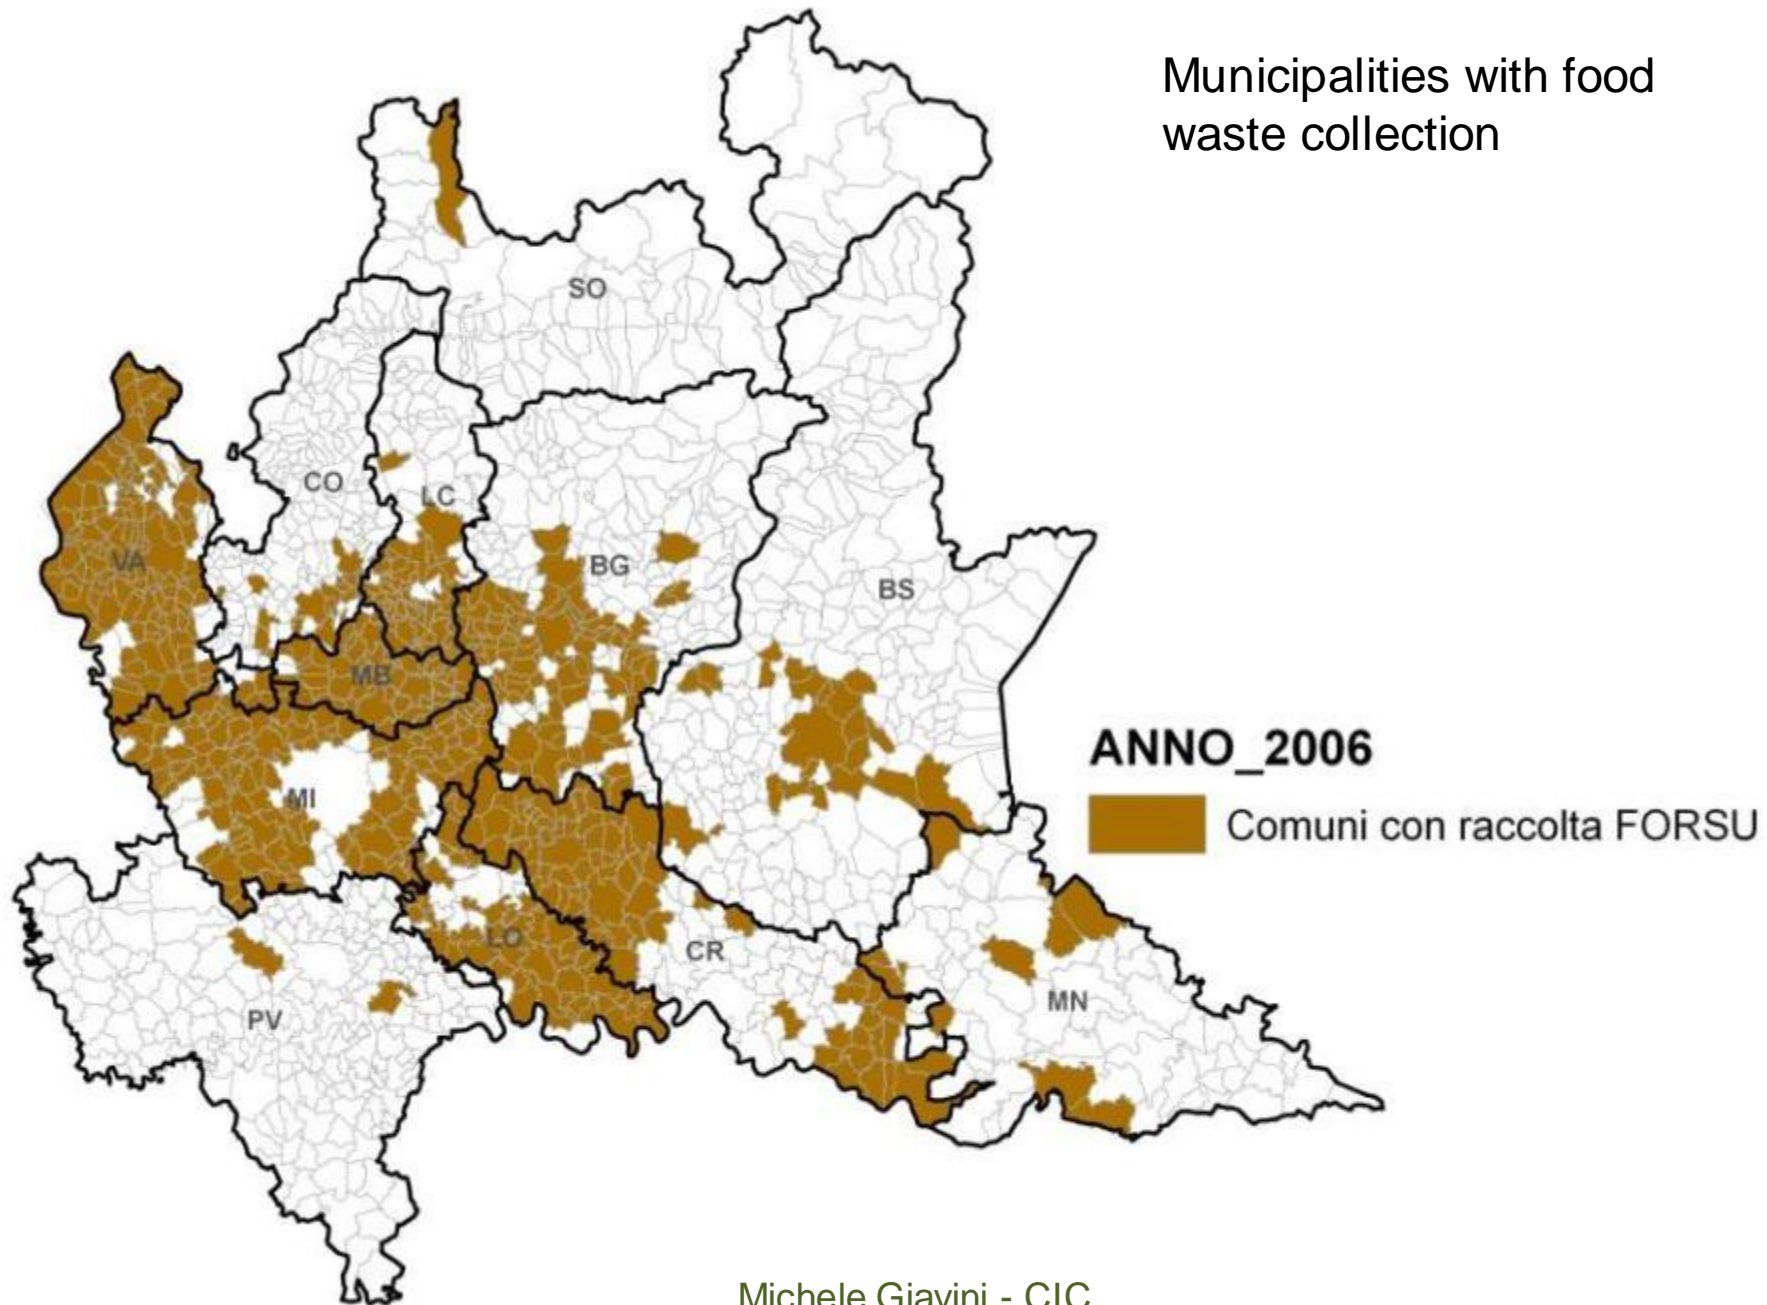 Municipalities with food
waste collection
SO
CO
LC
VA
BG
BS
MB
ANNO_2006
MI
Comuni con raccolta FORSU
LO
CR
MN
PV
Michele Giavini - CIC